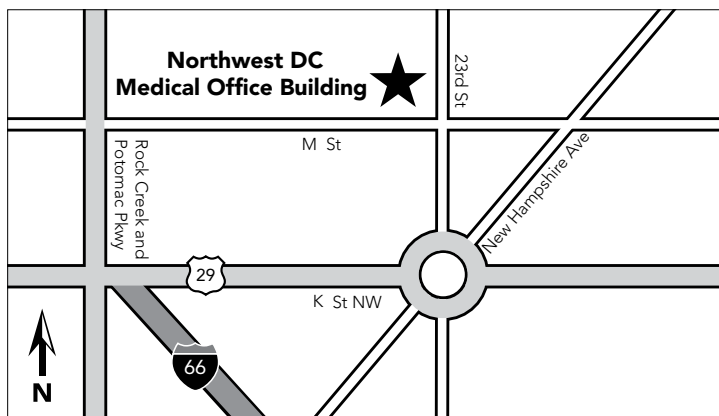 Northwest DC
Medical Office Building
23rd St
M St
Rock Creek and
Potomac Pkwy
New Hampshire Ave
29
K St NW
66
N